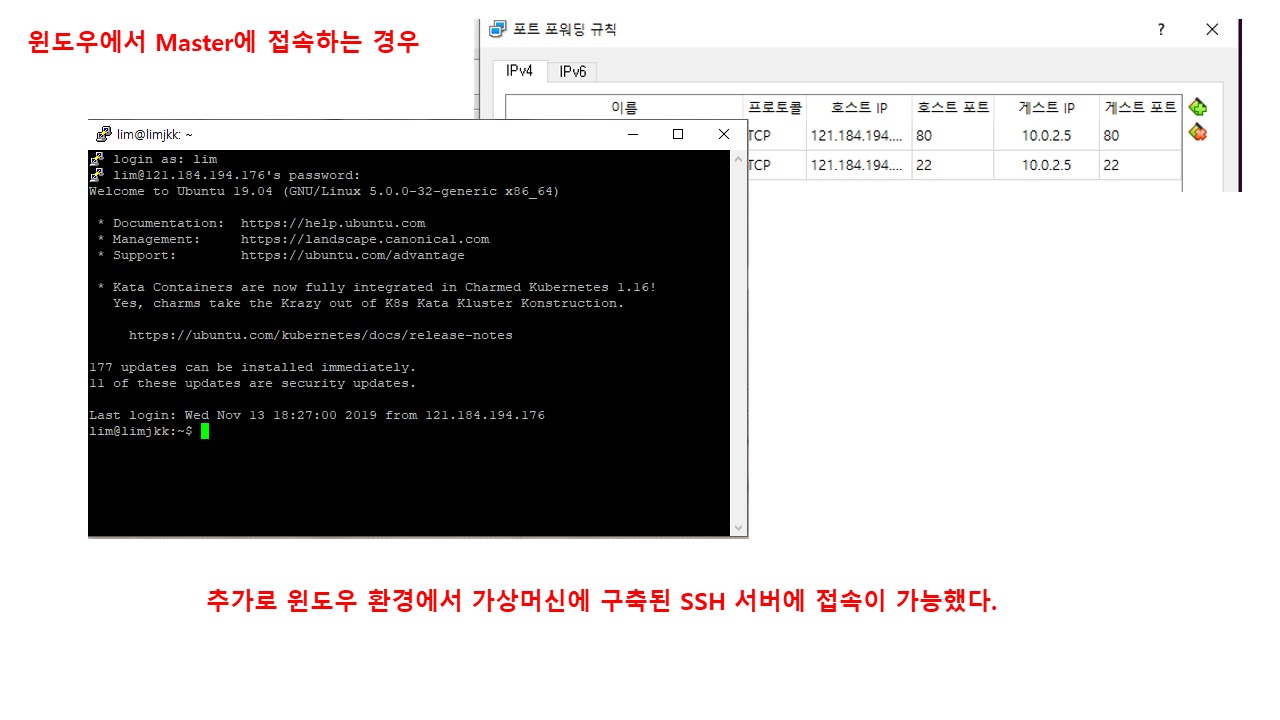 윈도우에서 Master에 접속하는 경우
포트 포워딩 규칙
IPv4 IPv6
이름 프로토콜 호스트 IP 호스트 포트 게스트 IP 게스트 포트
TCP 121.184.194.... 80 10.0.2.5 80
TCP 121.184.194.... 22 10.0.2.5 22
lim@limjkk: ~
login as: lim
lim@121.184.194.176's password:
Welcome to Ubuntu 19.04 (GNU/Linux 5.0.0-32-generic x86_64)
* Documentation: https://help.ubuntu.com
* Management: https://landscape.canonical.com
* Support: https://ubuntu.com/advantage
* Kata Containers are now fully integrated in Charmed Kubernetes 1.16!
Yes, charms take the Krazy out of K8s Kata Kluster Konstruction.
https://ubuntu.com/kubernetes/docs/release-notes
177 updates can be installed immediately.
11 of these updates are security updates.
Last login: Wed Nov 13 18:27:00 2019 from 121.184.194.176
lim@limjkk:~$
추가로 윈도우 환경에서 가상머신에 구축된 SSH 서버에 접속이 가능했다.